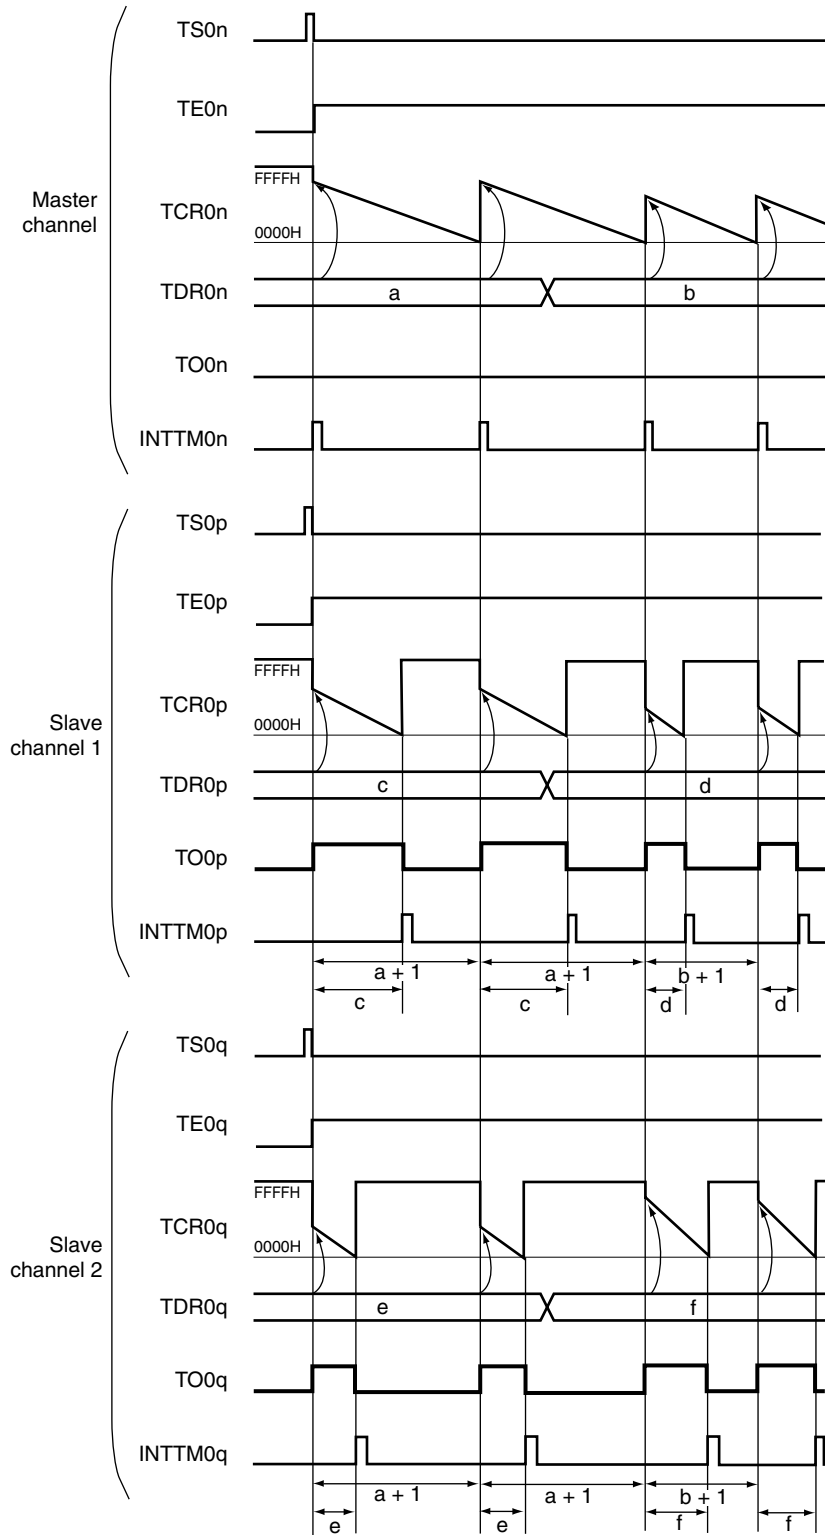 TS0n
TE0n
Master
channel
TCR0n
FFFFH
0000H
TDR0n
a
b
TO0n
INTTM0n
TS0p
TE0p
Slave
channel 1
TCR0p
FFFFH
0000H
TDR0p
c
d
TO0p
INTTM0p
a + 1
a + 1
b + 1
c
c
d
d
TS0q
TE0q
Slave
channel 2
TCR0q
FFFFH
0000H
TDR0q
e
f
TO0q
INTTM0q
a + 1
a + 1
b + 1
e
e
f
f